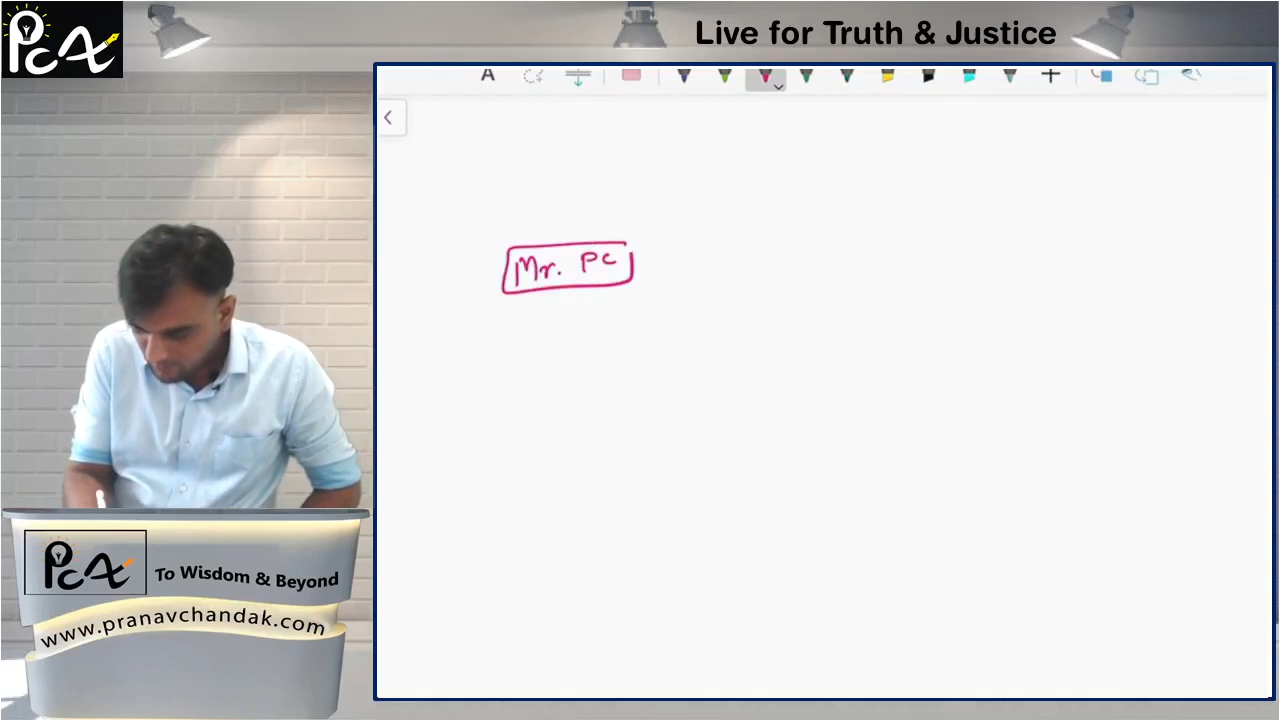 PCA
Live for Truth & Justice
A
Mr. PC
PCA
To Wisdom & Beyond
www.pranavchandak.com